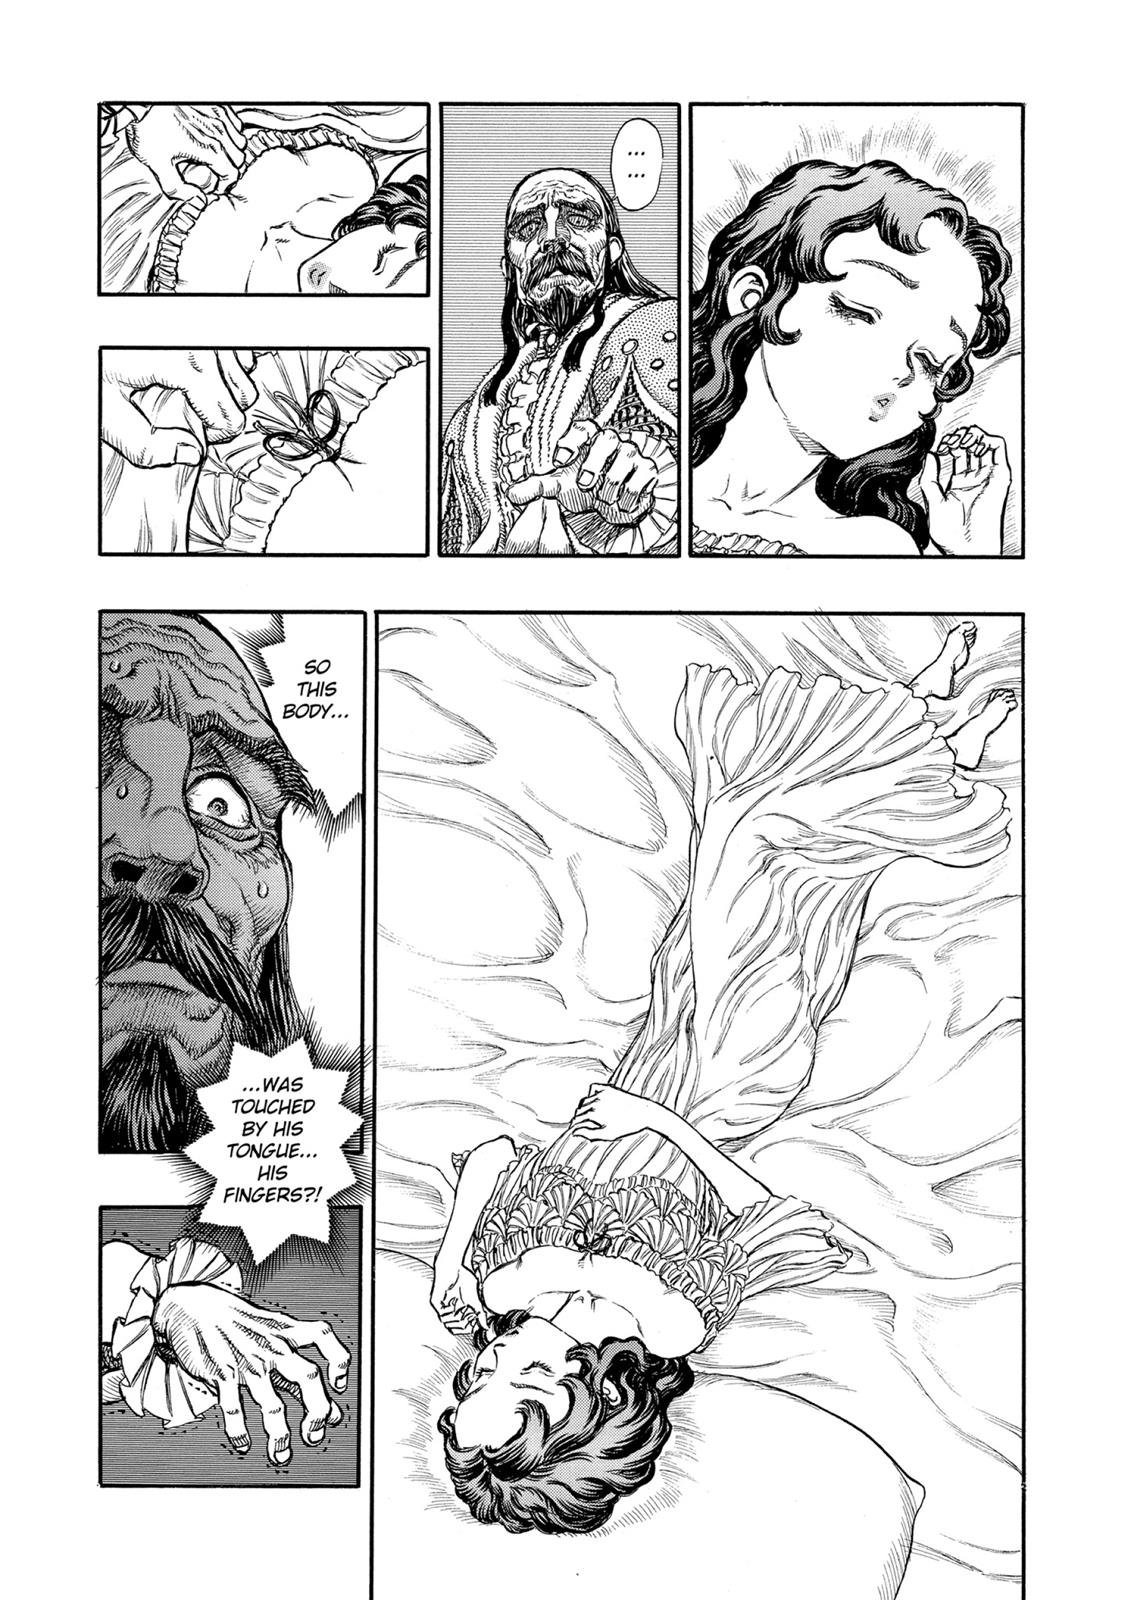 ...
...
SO
THIS
BODY...
...WAS
TOUCHED
BY HIS
TONGUE...
HIS
FINGERS?!